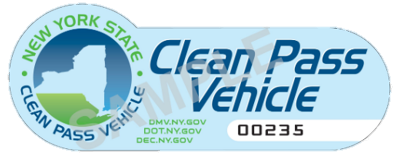 • NEW YORK STATE •
CLEAN PASS VEHICLE
Clean Pass
Vehicle
SAMPLE
DMV.NY.GOV
DOT.NY.GOV
DEC.NY.GOV
00235